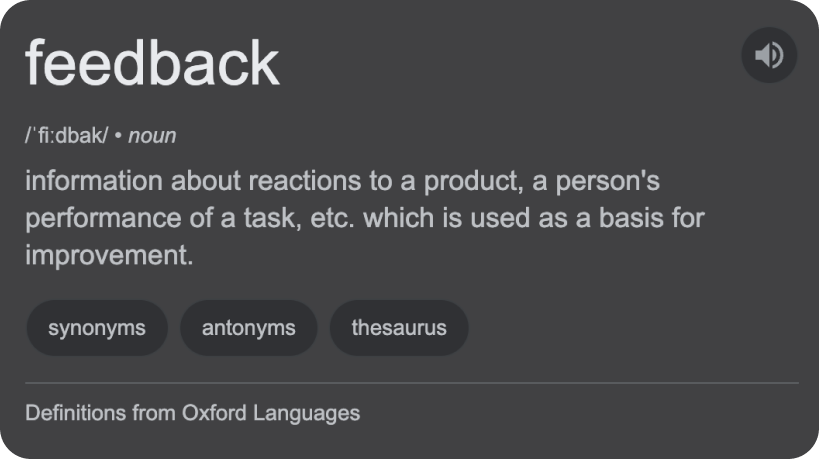 feedback
/ˈfiːdbak/ • noun
information about reactions to a product, a person's
performance of a task, etc. which is used as a basis for
improvement.
synonyms antonyms thesaurus
Definitions from Oxford Languages